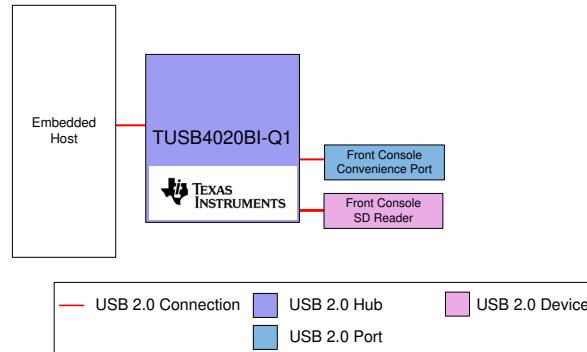 Embedded
Host
TUSB4020BI-Q1
TEXAS
INSTRUMENTS
Front Console
Convenience Port
Front Console
SD Reader
USB 2.0 Connection
USB 2.0 Hub
USB 2.0 Device
USB 2.0 Port